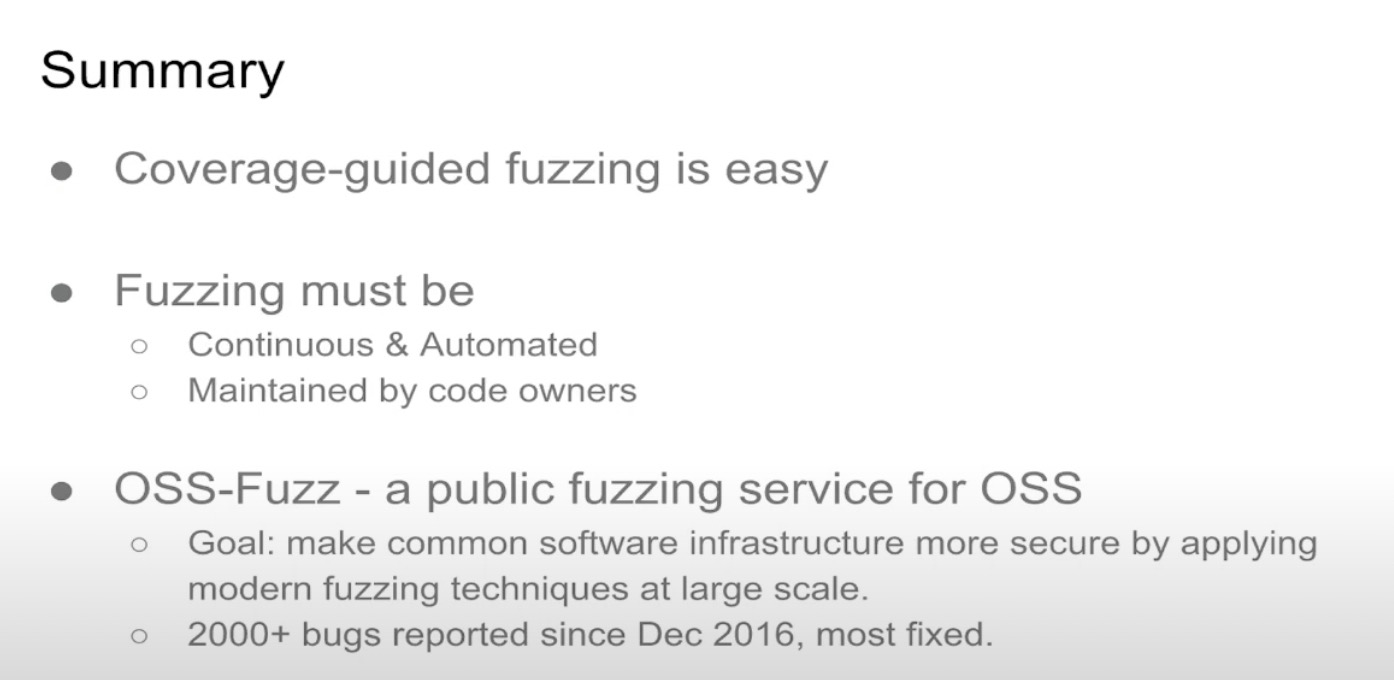 Summary
● Coverage-guided fuzzing is easy
● Fuzzing must be
○ Continuous & Automated
○ Maintained by code owners
● OSS-Fuzz - a public fuzzing service for OSS
○ Goal: make common software infrastructure more secure by applying
modern fuzzing techniques at large scale.
○ 2000+ bugs reported since Dec 2016, most fixed.